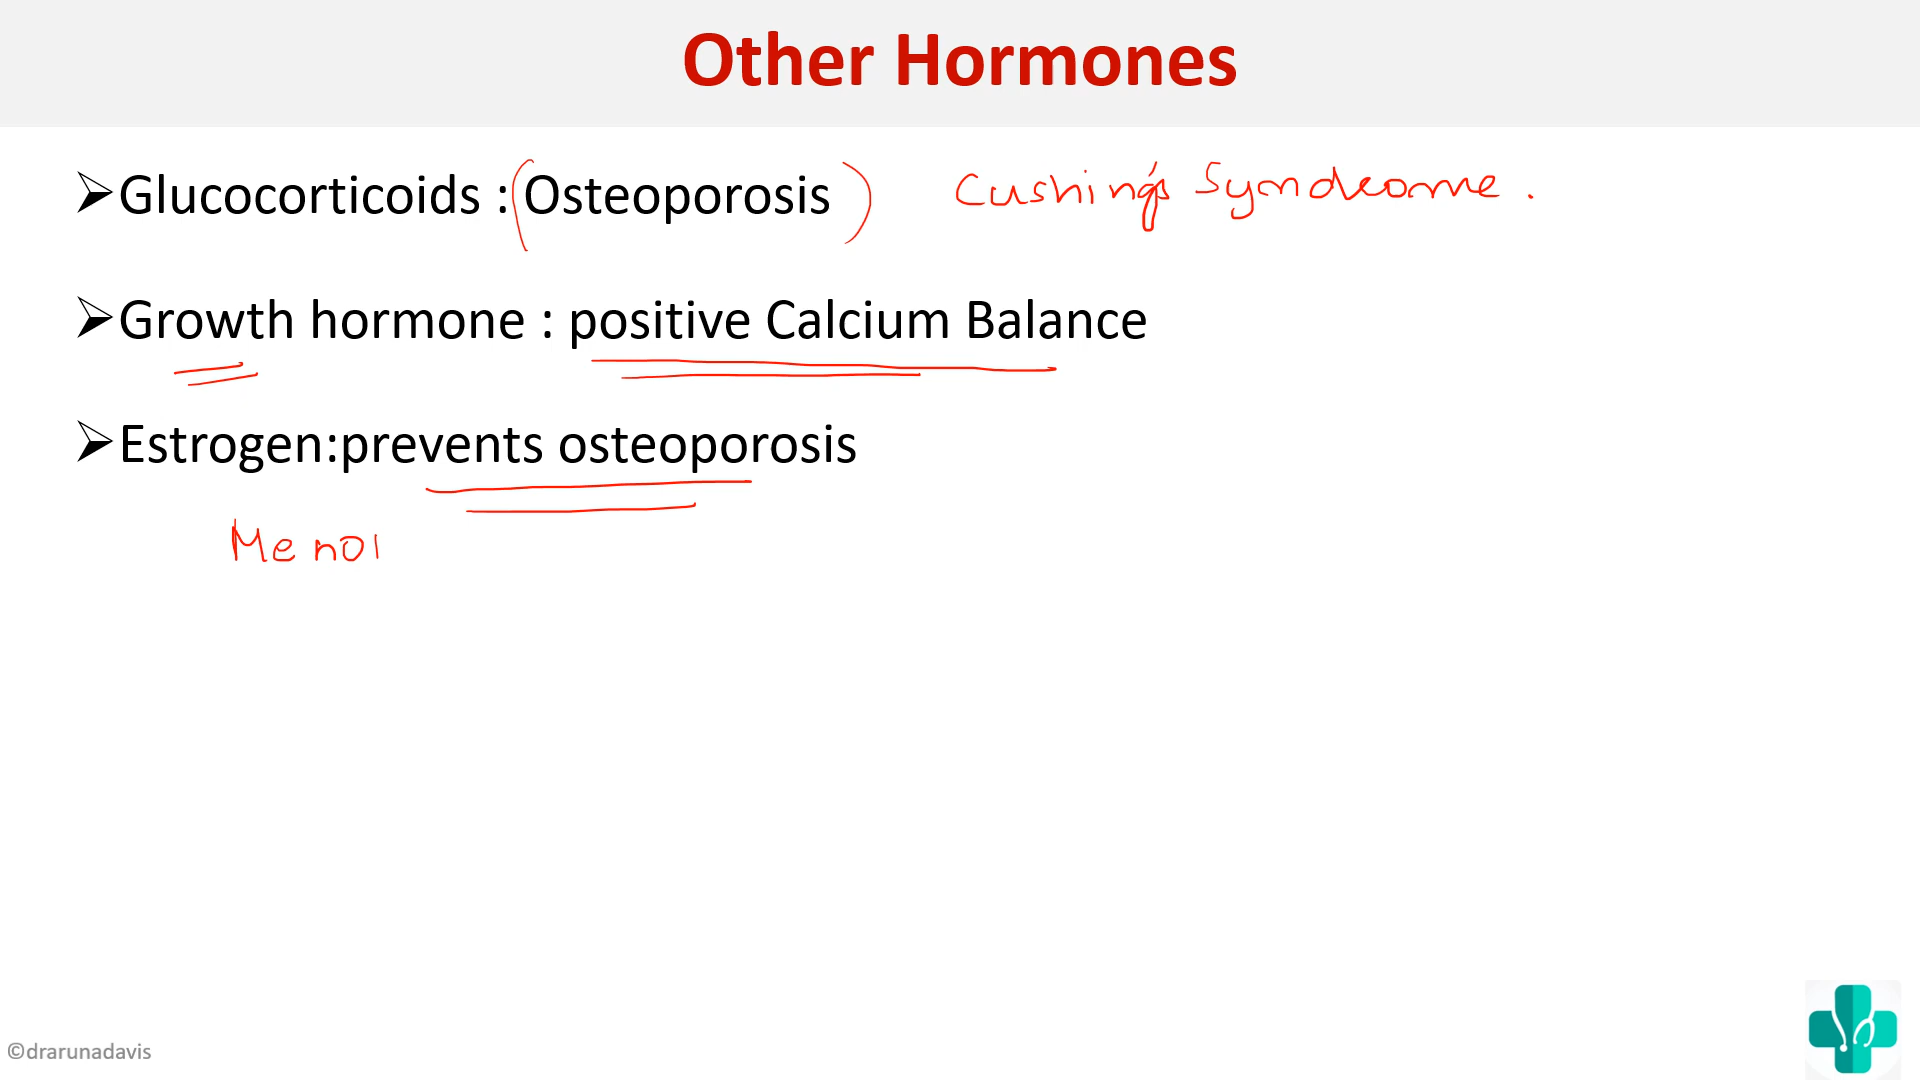 Other Hormones
➢Glucocorticoids : (Osteoporosis) Cushing's Syndrome.
➢Growth hormone : positive Calcium Balance
➢Estrogen:prevents osteoporosis
Meno
©drarunadavis